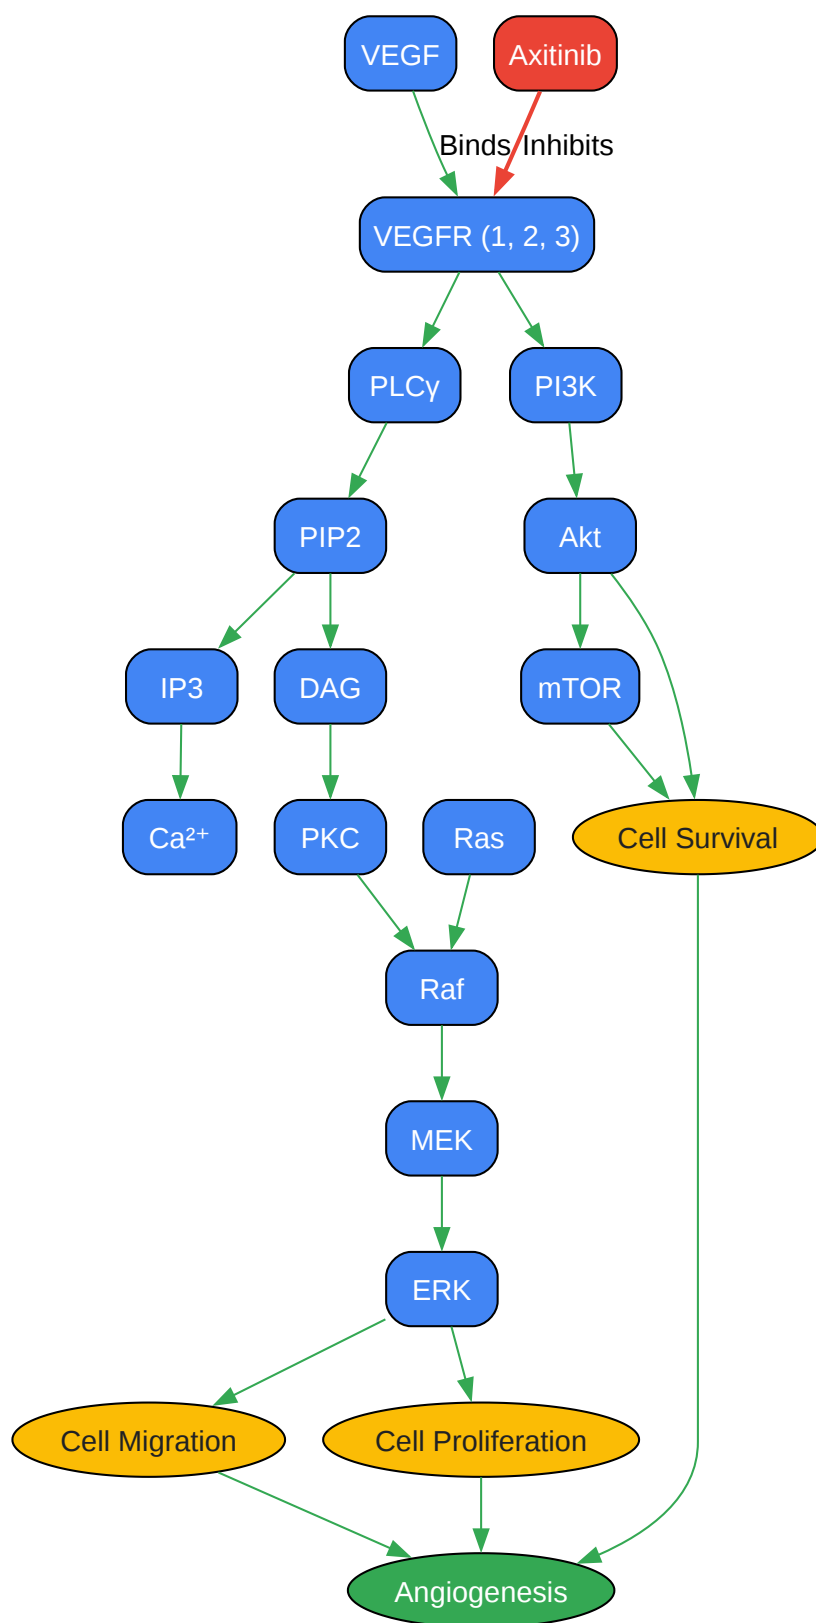 VEGF
Axitinib
Binds
Inhibits
VEGFR (1, 2, 3)
PLCγ
PI3K
PIP2
Akt
IP3
DAG
mTOR
Ca²⁺
PKC
Ras
Cell Survival
Raf
MEK
ERK
Cell Migration
Cell Proliferation
Angiogenesis